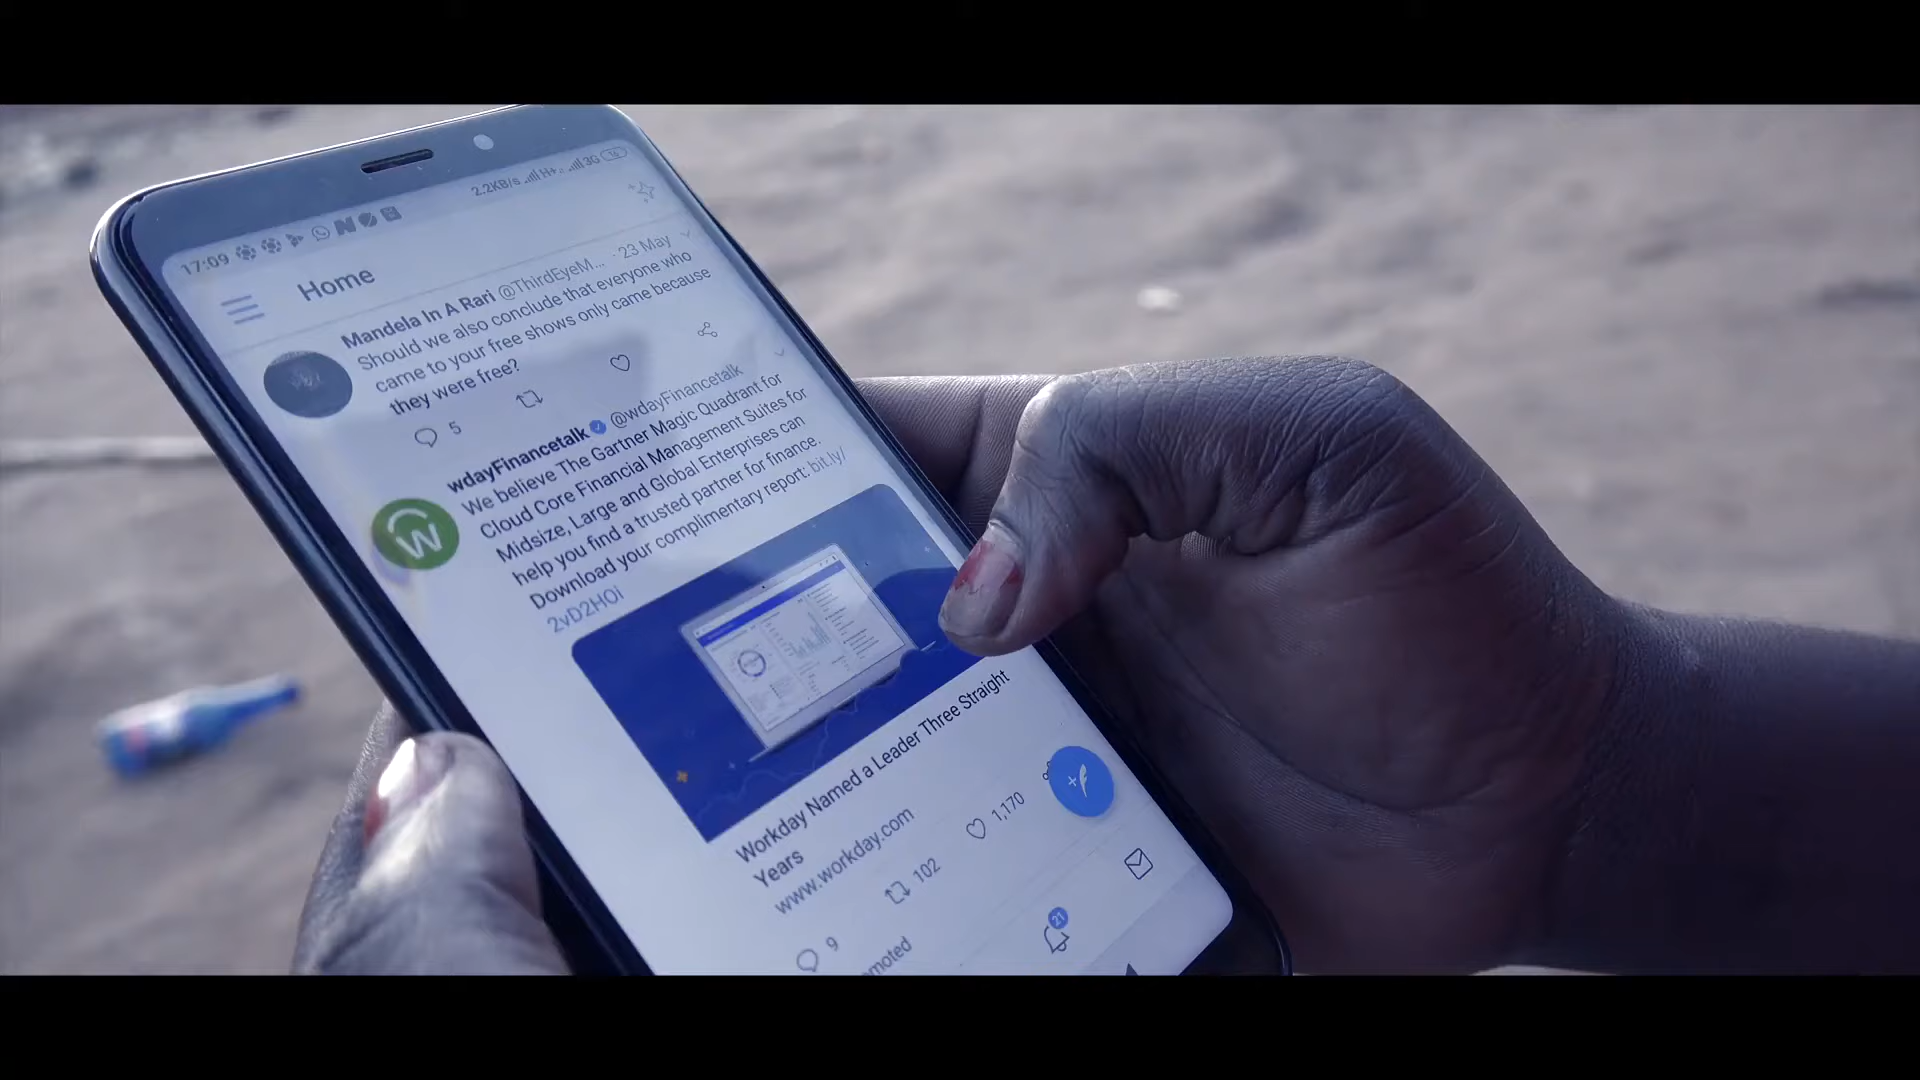 17:09
2.2KB/s H+ 3G 16
Home
Mandela In A Rari @ThirdEyeM... · 23 May
Should we also conclude that everyone who
came to your free shows only came because
they were free?
5
wdayFinancetalk @wdayFinancetalk
We believe The Gartner Magic Quadrant for
Cloud Core Financial Management Suites for
Midsize, Large and Global Enterprises can
help you find a trusted partner for finance.
Download your complimentary report: bit.ly/
2vD2HOi
W
Workday Named a Leader Three Straight
Years
www.workday.com
9
102
1,170
moted
21